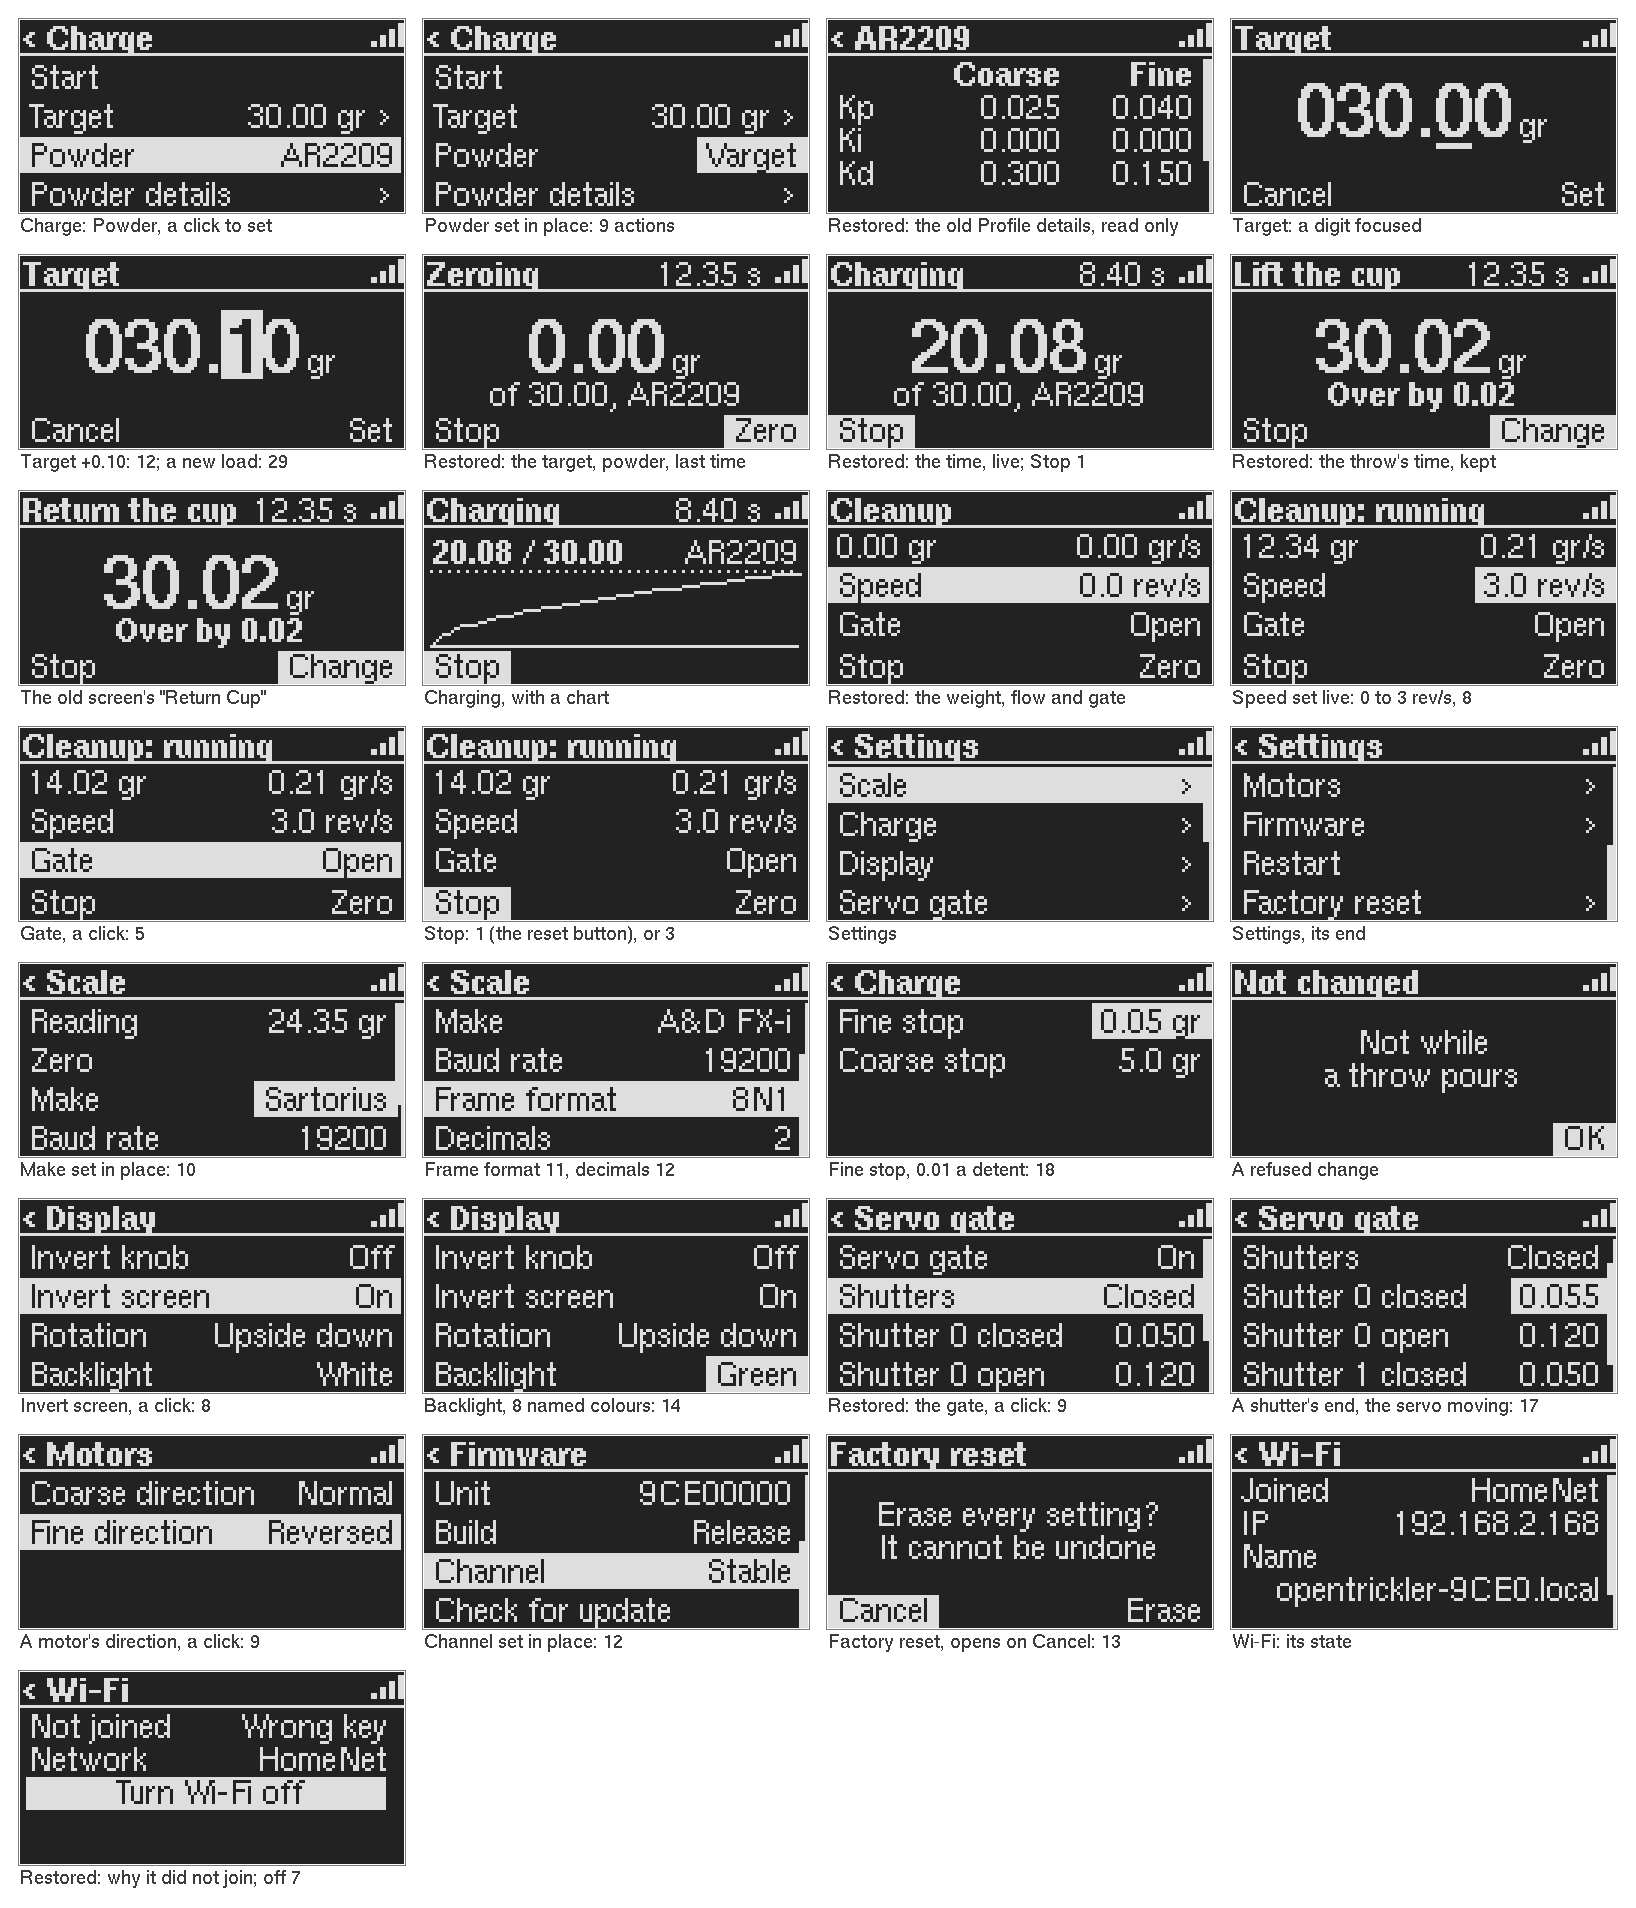 < Charge
Start
Target 30.00 gr >
Powder AR2209
Powder details >
Charge: Powder, a click to set
< Charge
Start
Target 30.00 gr >
Powder Varget
Powder details >
Powder set in place: 9 actions
< AR2209
Coarse Fine
Kp 0.025 0.040
Ki 0.000 0.000
Kd 0.300 0.150
Restored: the old Profile details, read only
Target
030.00 gr
Cancel Set
Target: a digit focused
Target
030.10 gr
Cancel Set
Target +0.10: 12; a new load: 29
Zeroing 12.35 s
0.00 gr
of 30.00, AR2209
Stop Zero
Restored: the target, powder, last time
Charging 8.40 s
20.08 gr
of 30.00, AR2209
Stop
Restored: the time, live; Stop 1
Lift the cup 12.35 s
30.02 gr
Over by 0.02
Stop Change
Restored: the throw's time, kept
Return the cup 12.35 s
30.02 gr
Over by 0.02
Stop Change
The old screen's "Return Cup"
Charging 8.40 s
20.08 / 30.00 AR2209
Stop
Charging, with a chart
Cleanup
0.00 gr 0.00 gr/s
Speed 0.0 rev/s
Gate Open
Stop Zero
Restored: the weight, flow and gate
Cleanup: running
12.34 gr 0.21 gr/s
Speed 3.0 rev/s
Gate Open
Stop Zero
Speed set live: 0 to 3 rev/s, 8
Cleanup: running
14.02 gr 0.21 gr/s
Speed 3.0 rev/s
Gate Open
Stop Zero
Gate, a click: 5
Cleanup: running
14.02 gr 0.21 gr/s
Speed 3.0 rev/s
Gate Open
Stop Zero
Stop: 1 (the reset button), or 3
< Settings
Scale >
Charge >
Display >
Servo gate >
Settings
< Settings
Motors >
Firmware >
Restart
Factory reset >
Settings, its end
< Scale
Reading 24.35 gr
Zero
Make Sartorius
Baud rate 19200
Make set in place: 10
< Scale
Make A&D FX-i
Baud rate 19200
Frame format 8N1
Decimals 2
Frame format 11, decimals 12
< Charge
Fine stop 0.05 gr
Coarse stop 5.0 gr
Fine stop, 0.01 a detent: 18
Not changed
Not while
a throw pours
OK
A refused change
< Display
Invert knob Off
Invert screen On
Rotation Upside down
Backlight White
Invert screen, a click: 8
< Display
Invert knob Off
Invert screen On
Rotation Upside down
Backlight Green
Backlight, 8 named colours: 14
< Servo gate
Servo gate On
Shutters Closed
Shutter 0 closed 0.050
Shutter 0 open 0.120
Restored: the gate, a click: 9
< Servo gate
Shutters Closed
Shutter 0 closed 0.055
Shutter 0 open 0.120
Shutter 1 closed 0.050
A shutter's end, the servo moving: 17
< Motors
Coarse direction Normal
Fine direction Reversed
A motor's direction, a click: 9
< Firmware
Unit 9CE00000
Build Release
Channel Stable
Check for update
Channel set in place: 12
Factory reset
Erase every setting?
It cannot be undone
Cancel Erase
Factory reset, opens on Cancel: 13
< Wi-Fi
Joined HomeNet
IP 192.168.2.168
Name
opentrickler-9CE0.local
Wi-Fi: its state
< Wi-Fi
Not joined Wrong key
Network HomeNet
Turn Wi-Fi off
Restored: why it did not join; off 7